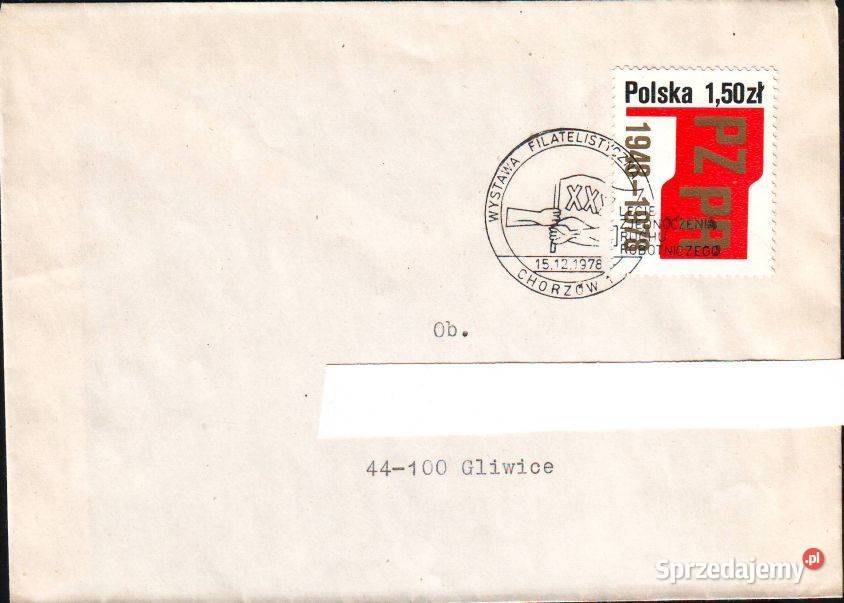 Polska 1,50zł
PZPR
1948-1978
WYSTAWA FILATELISTYCZNA
XXX
LECIE
ZJEDNOCZENIA
RUCHU
ROBOTNICZEGO
15.12.1978
CHORZÓW 1
Ob.
44-100 Gliwice
Sprzedajemy.pl